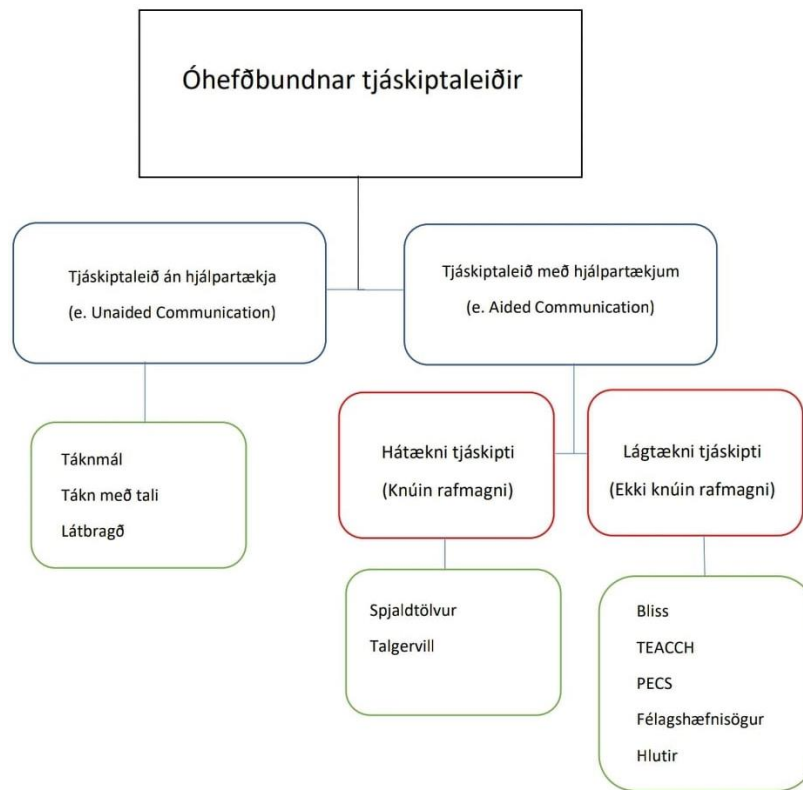 Óhefðbundnar tjáskiptaleiðir
Tjáskiptaleið án hjálpartækja
(e. Unaided Communication)
Tjáskiptaleið með hjálpartækjum
(e. Aided Communication)
Táknmál
Tákn með tali
Látbragð
Hátækni tjáskipti
(Knúin rafmagni)
Lágtækni tjáskipti
(Ekki knúin rafmagni)
Spjaldtölvur
Talgervill
Bliss
TEACCH
PECS
Félagshæfnisögur
Hlutir